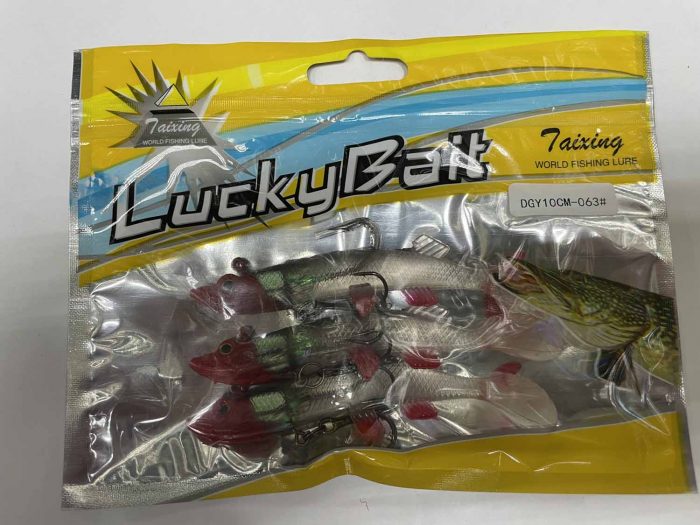 Taixing
WORLD FISHING LURE
LuckyBait
Taixing
WORLD FISHING LURE
DGY10CM-063#